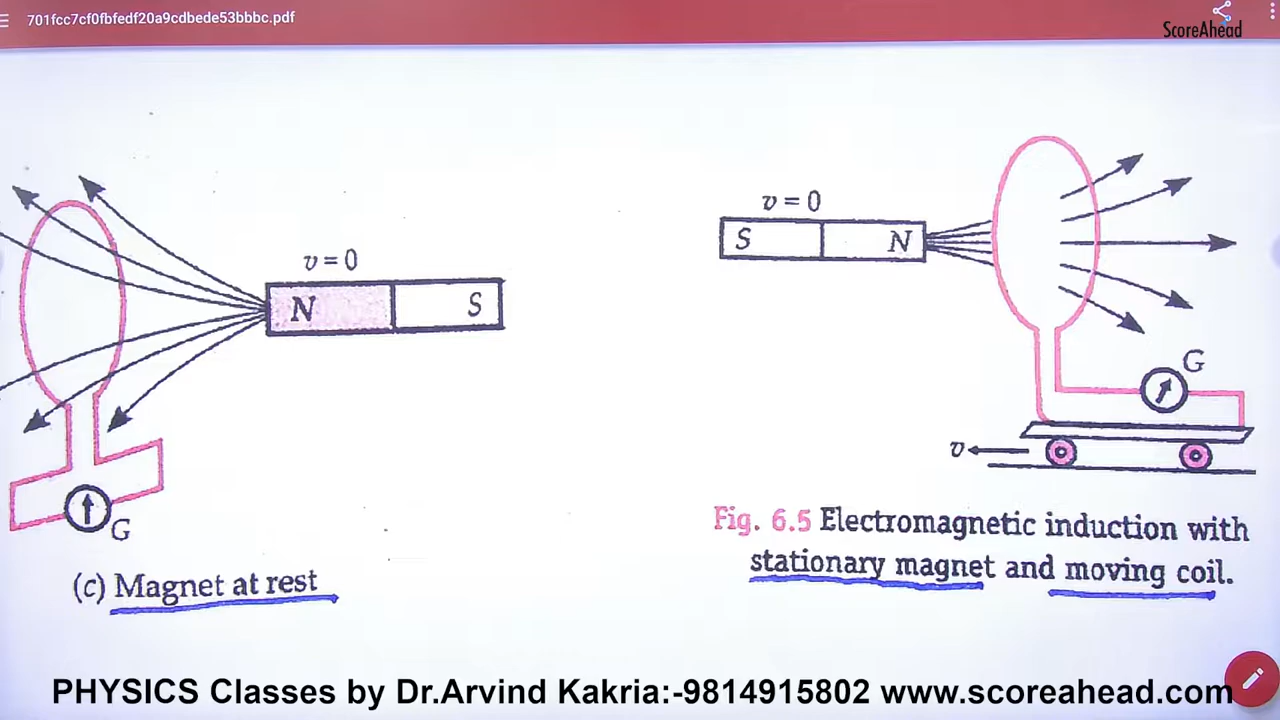 701fcc7cf0fbfedf20a9cdbede53bbbc.pdf
ScoreAhead
v = 0
N S
G
(c) Magnet at rest
v = 0
S N
G
v
Fig. 6.5 Electromagnetic induction with
stationary magnet and moving coil.
PHYSICS Classes by Dr.Arvind Kakria:-9814915802 www.scoreahead.com